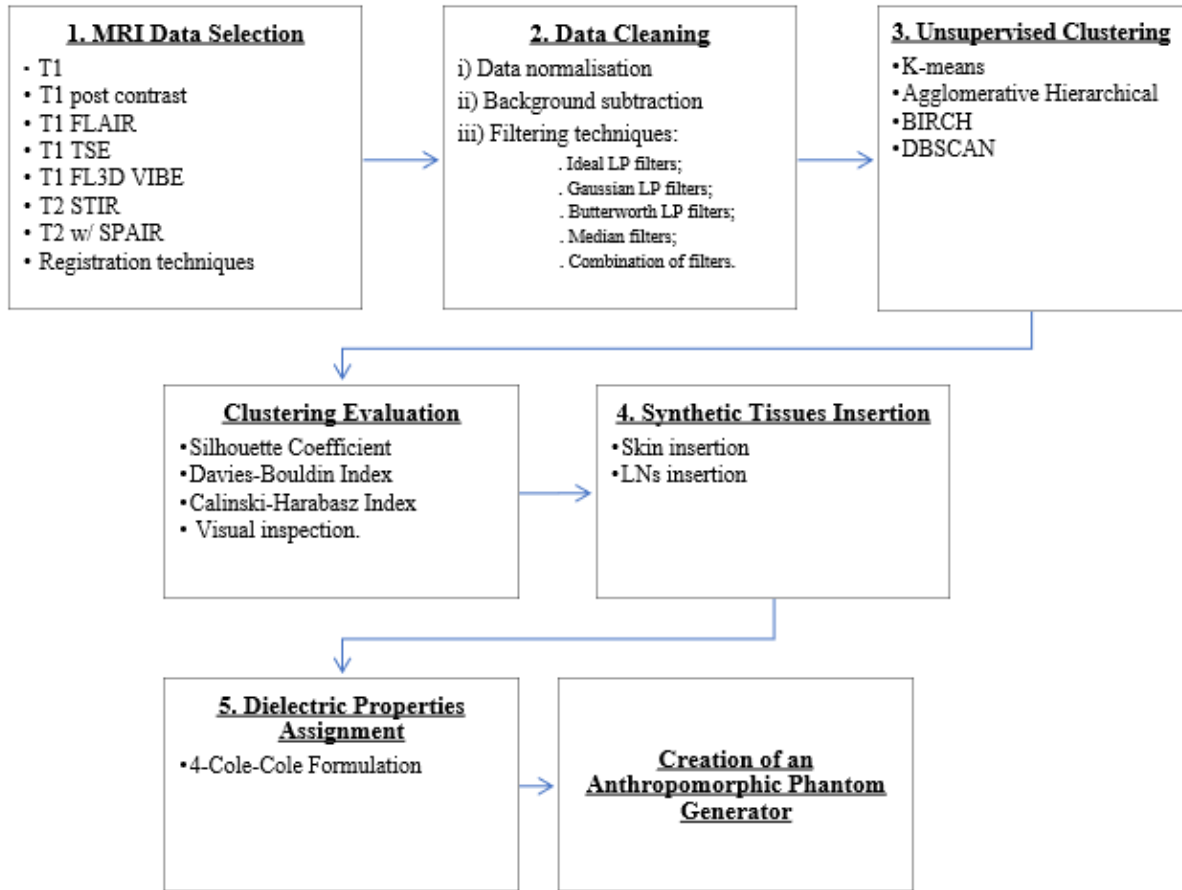 1. MRI Data Selection
• T1
• T1 post contrast
• T1 FLAIR
• T1 TSE
• T1 FL3D VIBE
• T2 STIR
• T2 w/ SPAIR
• Registration techniques
2. Data Cleaning
i) Data normalisation
ii) Background subtraction
iii) Filtering techniques:
. Ideal LP filters;
. Gaussian LP filters;
. Butterworth LP filters;
. Median filters;
. Combination of filters.
3. Unsupervised Clustering
•K-means
•Agglomerative Hierarchical
•BIRCH
•DBSCAN
Clustering Evaluation
•Silhouette Coefficient
•Davies-Bouldin Index
•Calinski-Harabasz Index
• Visual inspection.
4. Synthetic Tissues Insertion
•Skin insertion
•LNs insertion
5. Dielectric Properties
Assignment
•4-Cole-Cole Formulation
Creation of an
Anthropomorphic Phantom
Generator